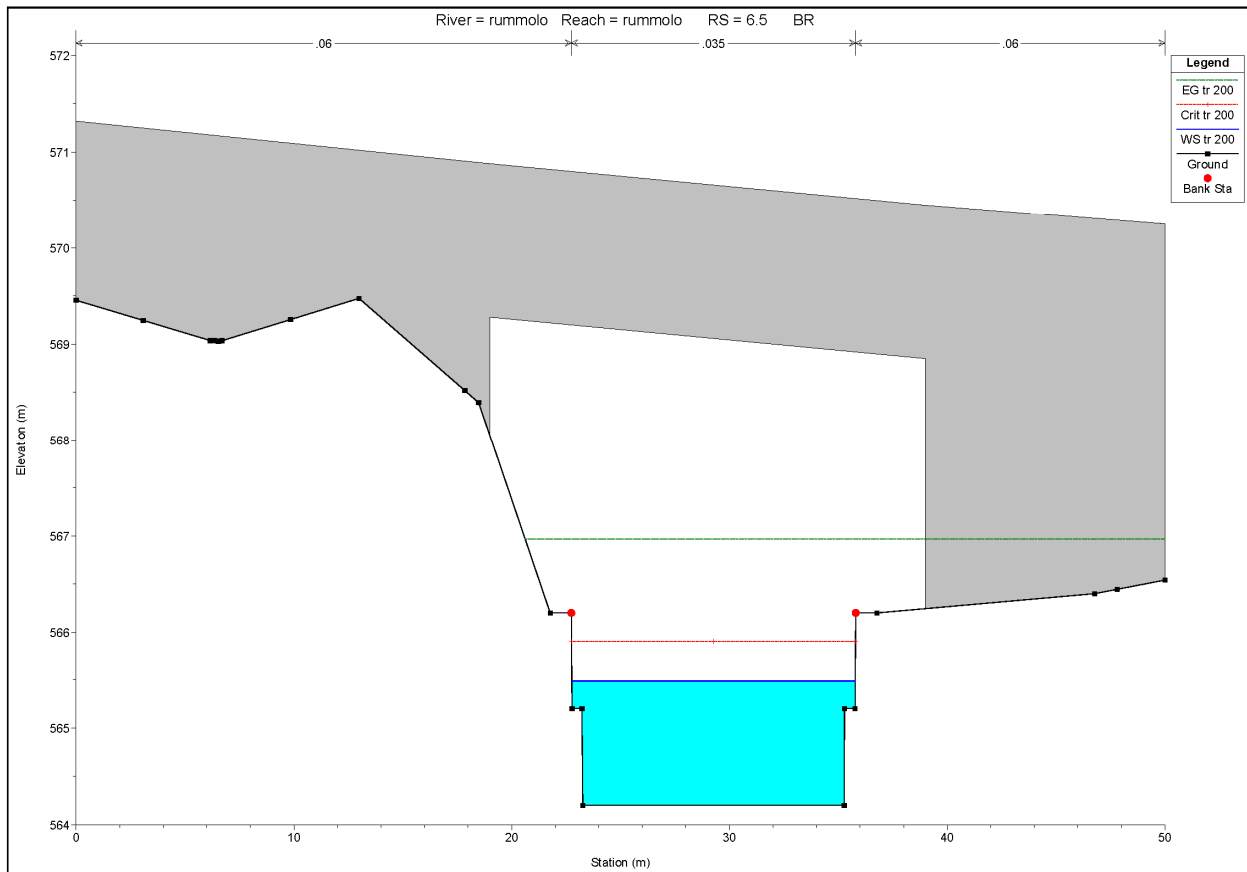 River = rummolo Reach = rummolo RS = 6.5 BR
.06 .035 .06
Legend
EG tr 200
Crit tr 200
WS tr 200
Ground
Bank Sta
572
571
570
569
568
567
566
565
564
Elevation (m)
0 10 20 30 40 50
Station (m)